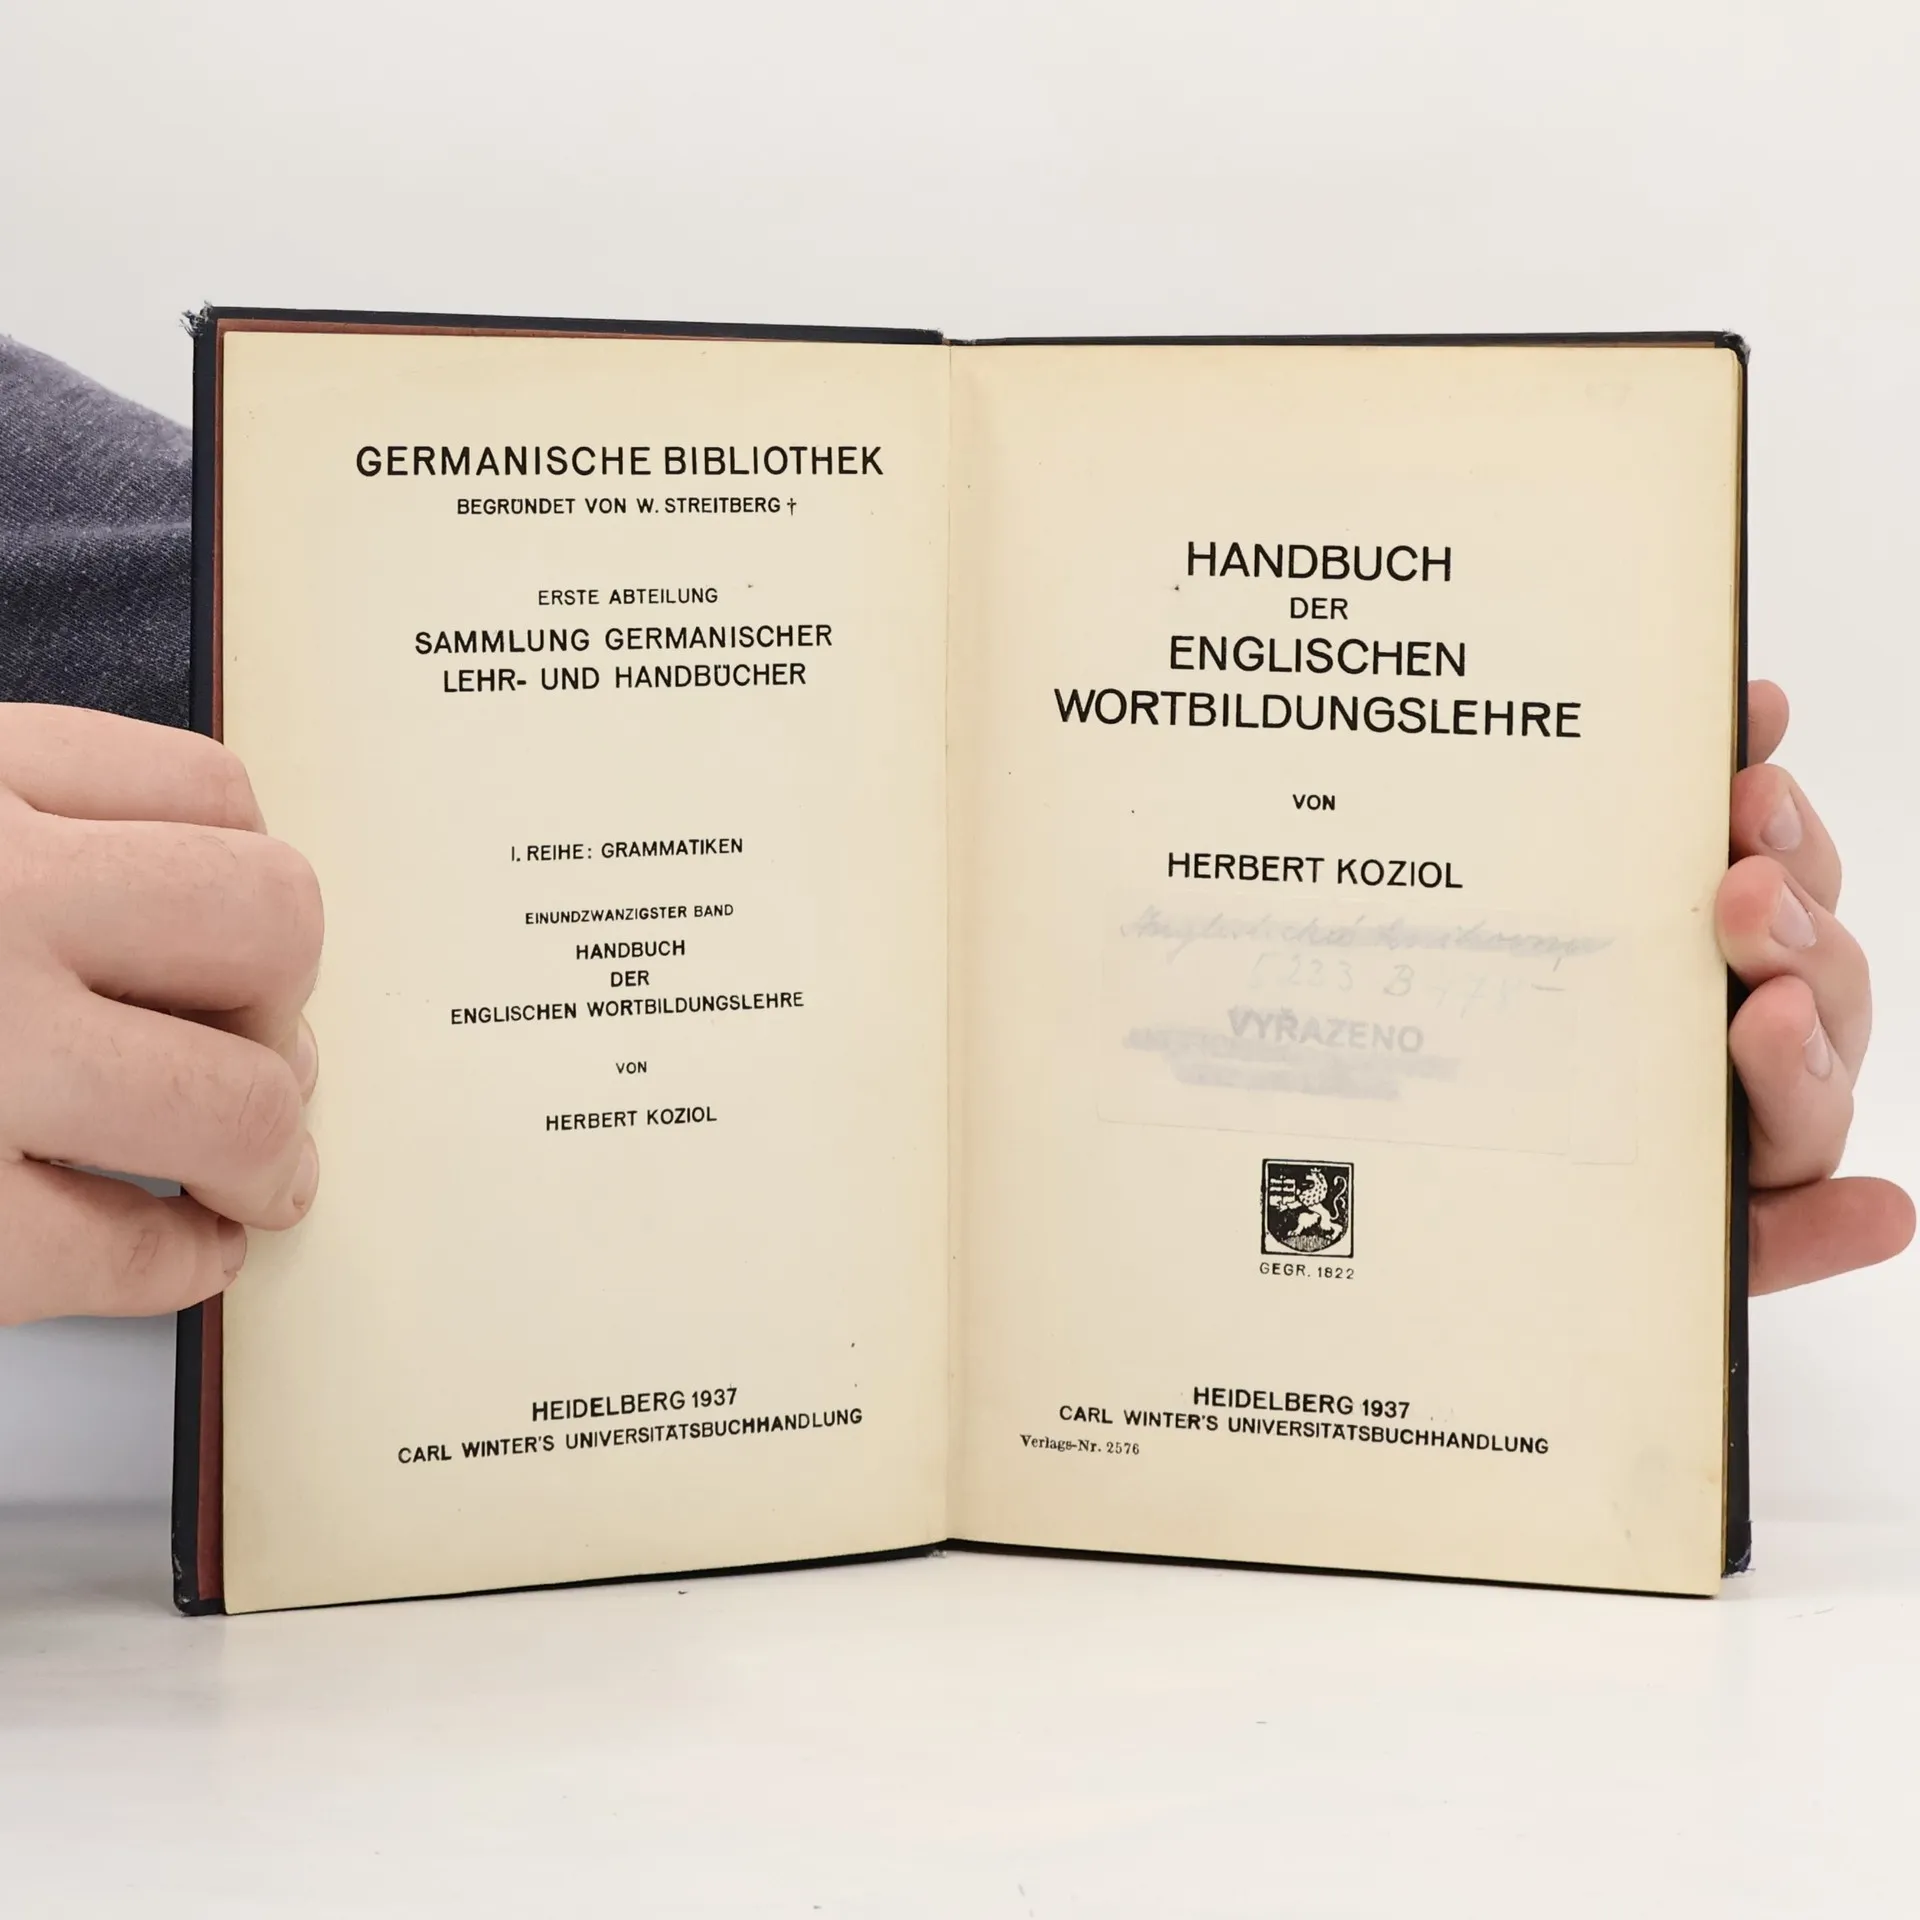 GERMANISCHE BIBLIOTHEK
BEGRÜNDET VON W. STREITBERG †
ERSTE ABTEILUNG
SAMMLUNG GERMANISCHER
LEHR- UND HANDBÜCHER
I. REIHE: GRAMMATIKEN
EINUNDZWANZIGSTER BAND
HANDBUCH
DER
ENGLISCHEN WORTBILDUNGSLEHRE
VON
HERBERT KOZIOL
HEIDELBERG 1937
CARL WINTER'S UNIVERSITÄTSBUCHHANDLUNG
HANDBUCH
DER
ENGLISCHEN
WORTBILDUNGSLEHRE
VON
HERBERT KOZIOL
VYŘAZENO
GEGR. 1822
HEIDELBERG 1937
CARL WINTER'S UNIVERSITÄTSBUCHHANDLUNG
Verlags-Nr. 2576